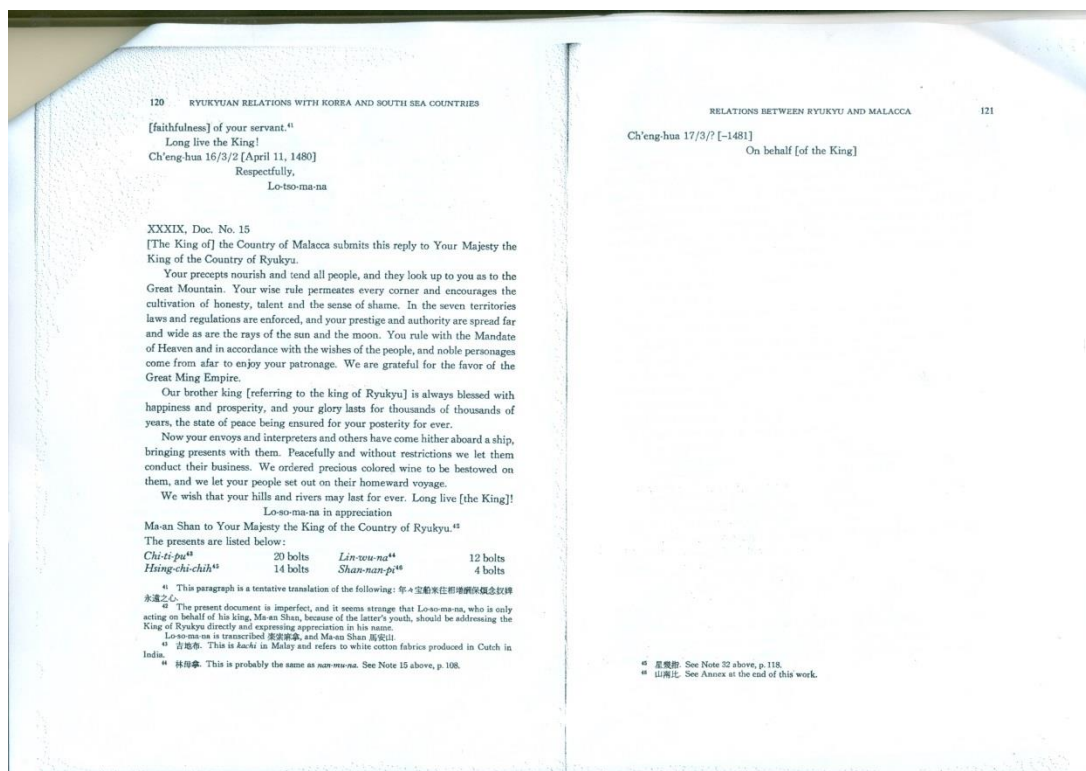 120 RYUKYUAN RELATIONS WITH KOREA AND SOUTH SEA COUNTRIES
[faithfulness] of your servant.⁴¹
Long live the King!
Ch'eng-hua 16/3/2 [April 11, 1480]
Respectfully,
Lo-tso-ma-na
XXXIX, Doc. No. 15
[The King of] the Country of Malacca submits this reply to Your Majesty the
King of the Country of Ryukyu.
Your precepts nourish and tend all people, and they look up to you as to the
Great Mountain. Your wise rule permeates every corner and encourages the
cultivation of honesty, talent and the sense of shame. In the seven territories
laws and regulations are enforced, and your prestige and authority are spread far
and wide as are the rays of the sun and the moon. You rule with the Mandate
of Heaven and in accordance with the wishes of the people, and noble personages
come from afar to enjoy your patronage. We are grateful for the favor of the
Great Ming Empire.
Our brother king [referring to the king of Ryukyu] is always blessed with
happiness and prosperity, and your glory lasts for thousands of thousands of
years, the state of peace being ensured for your posterity for ever.
Now your envoys and interpreters and others have come hither aboard a ship,
bringing presents with them. Peacefully and without restrictions we let them
conduct their business. We ordered precious colored wine to be bestowed on
them, and we let your people set out on their homeward voyage.
We wish that your hills and rivers may last for ever. Long live [the King]!
Lo-so-ma-na in appreciation
Ma-an Shan to Your Majesty the King of the Country of Ryukyu.⁴²
The presents are listed below:
Chi-ti-pu⁴³ 20 bolts Lin-wu-na⁴⁴ 12 bolts
Hsing-chi-chih⁴⁵ 14 bolts Shan-nan-pi⁴⁶ 4 bolts
⁴¹ This paragraph is a tentative translation of the following: 年々宝船来往相増酬保煩念奴婢
永遠之心.
⁴² The present document is imperfect, and it seems strange that Lo-so-ma-na, who is only
acting on behalf of his king, Ma-an Shan, because of the latter's youth, should be addressing the
King of Ryukyu directly and expressing appreciation in his name.
Lo-so-ma-na is transcribed 楽索麻拿, and Ma-an Shan 馬安山.
⁴³ 吉地布. This is kachi in Malay and refers to white cotton fabrics produced in Cutch in
India.
⁴⁴ 林母拿. This is probably the same as nan-mu-na. See Note 15 above, p. 108.
RELATIONS BETWEEN RYUKYU AND MALACCA 121
Ch'eng-hua 17/3/? [-1481]
On behalf [of the King]
⁴⁵ 星幾指. See Note 32 above, p. 118.
⁴⁶ 山南比. See Annex at the end of this work.